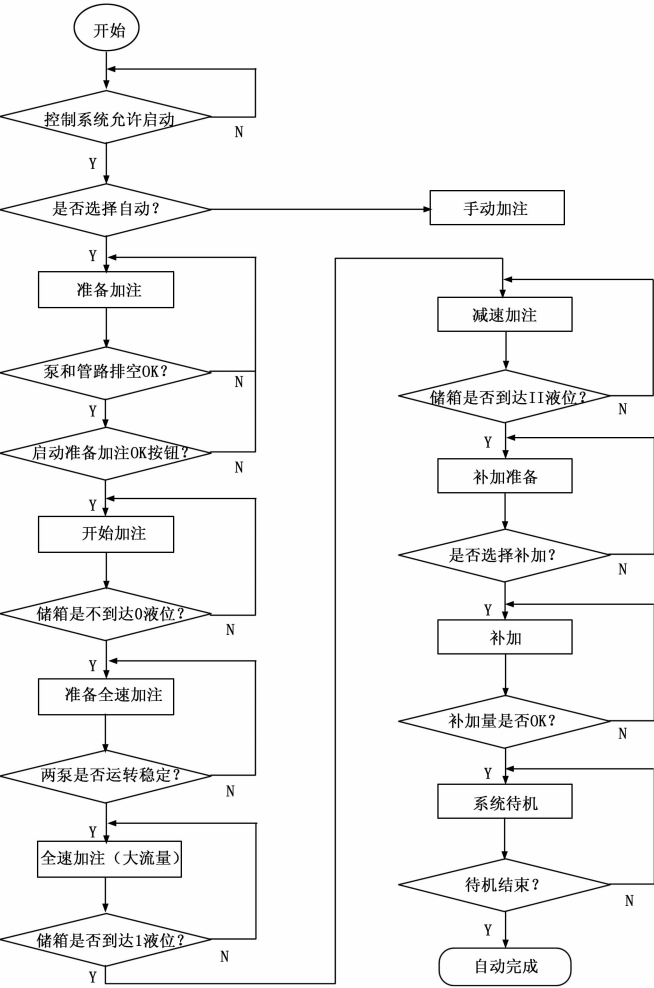 开始
控制系统允许启动
N
Y
是否选择自动？
手动加注
Y
准备加注
泵和管路排空OK？
N
Y
启动准备加注OK按钮？
N
Y
开始加注
储箱是不到达0液位？
N
Y
准备全速加注
两泵是否运转稳定？
N
Y
全速加注（大流量）
储箱是否到达1液位？
N
Y
减速加注
储箱是否到达II液位？
N
Y
补加准备
是否选择补加？
N
Y
补加
补加量是否OK？
N
Y
系统待机
待机结束？
N
Y
自动完成